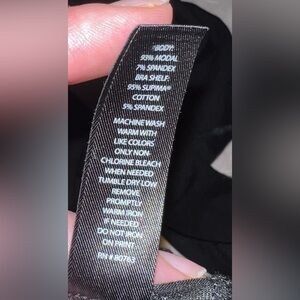 *BODY:
93% MODAL
7% SPANDEX
BRA SHELF:
95% SUPIMA®
COTTON
5% SPANDEX
MACHINE WASH
WARM WITH
LIKE COLORS
ONLY NON-
CHLORINE BLEACH
WHEN NEEDED
TUMBLE DRY LOW
REMOVE
PROMPTLY
WARM IRON
IF NEEDED
DO NOT IRON
ON PRINT
RN # 80763